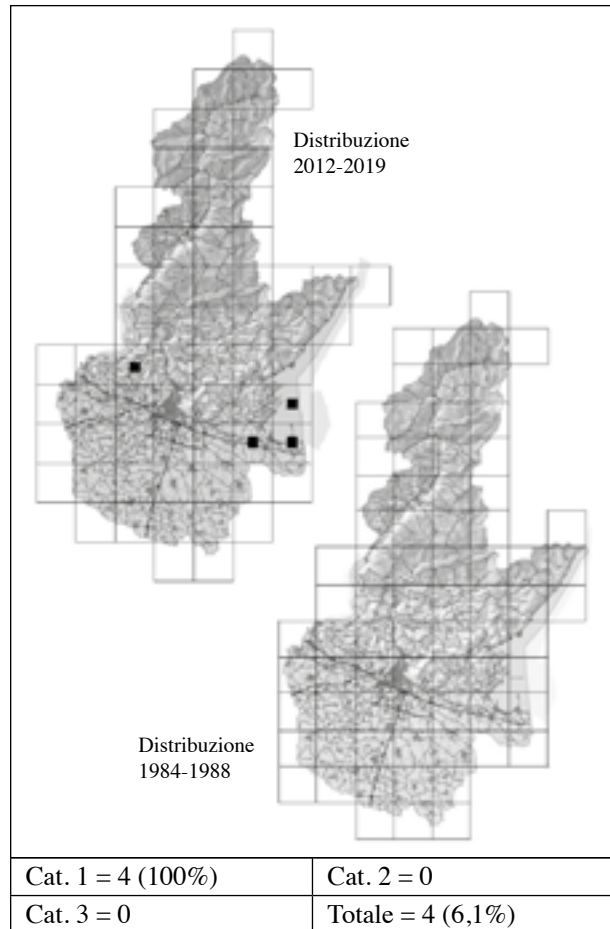 Distribuzione
2012-2019
Distribuzione
1984-1988
Cat. 1 = 4 (100%)
Cat. 2 = 0
Cat. 3 = 0
Totale = 4 (6,1%)